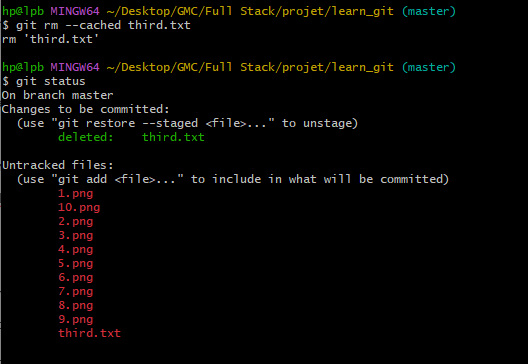 hp@lpb MINGW64 ~/Desktop/GMC/Full Stack/projet/learn_git (master)
$ git rm --cached third.txt
rm 'third.txt'
hp@lpb MINGW64 ~/Desktop/GMC/Full Stack/projet/learn_git (master)
$ git status
On branch master
Changes to be committed:
  (use "git restore --staged <file>..." to unstage)
        deleted:    third.txt
Untracked files:
  (use "git add <file>..." to include in what will be committed)
        1.png
        10.png
        2.png
        3.png
        4.png
        5.png
        6.png
        7.png
        8.png
        9.png
        third.txt